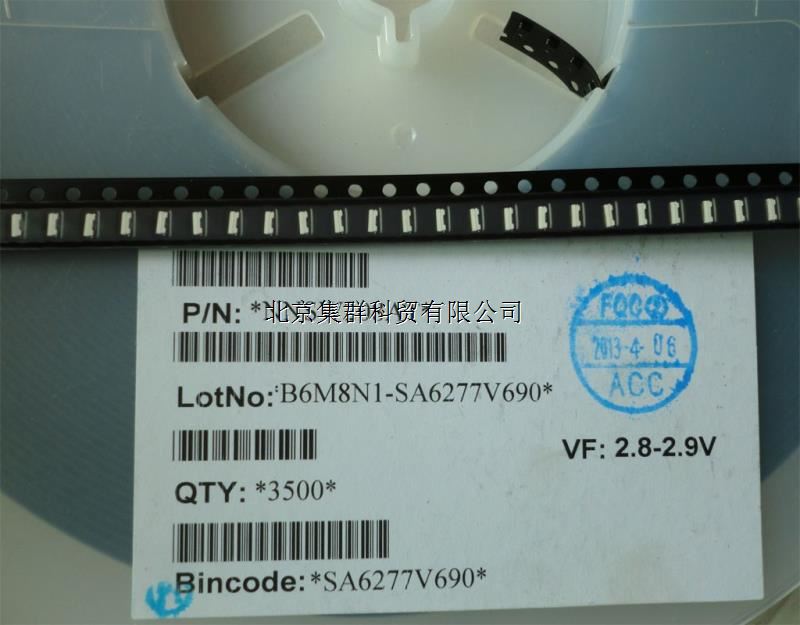 P/N:
北京集群科贸有限公司
LotNo:*B6M8N1-SA6277V690*
VF: 2.8-2.9V
QTY: *3500*
Bincode:*SA6277V690*
2013-4- 06
ACC